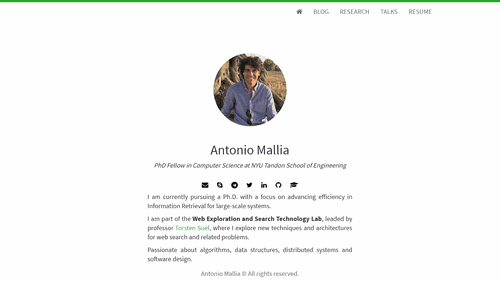 BLOG RESEARCH TALKS RESUME
Antonio Mallia
PhD Fellow in Computer Science at NYU Tandon School of Engineering
I am currently pursuing a Ph.D. with a focus on advancing efficiency in
Information Retrieval for large-scale systems.
I am part of the Web Exploration and Search Technology Lab, leaded by
professor Torsten Suel, where I explore new techniques and architectures
for web search and related problems.
Passionate about algorithms, data structures, distributed systems and
software design.
Antonio Mallia © All rights reserved.